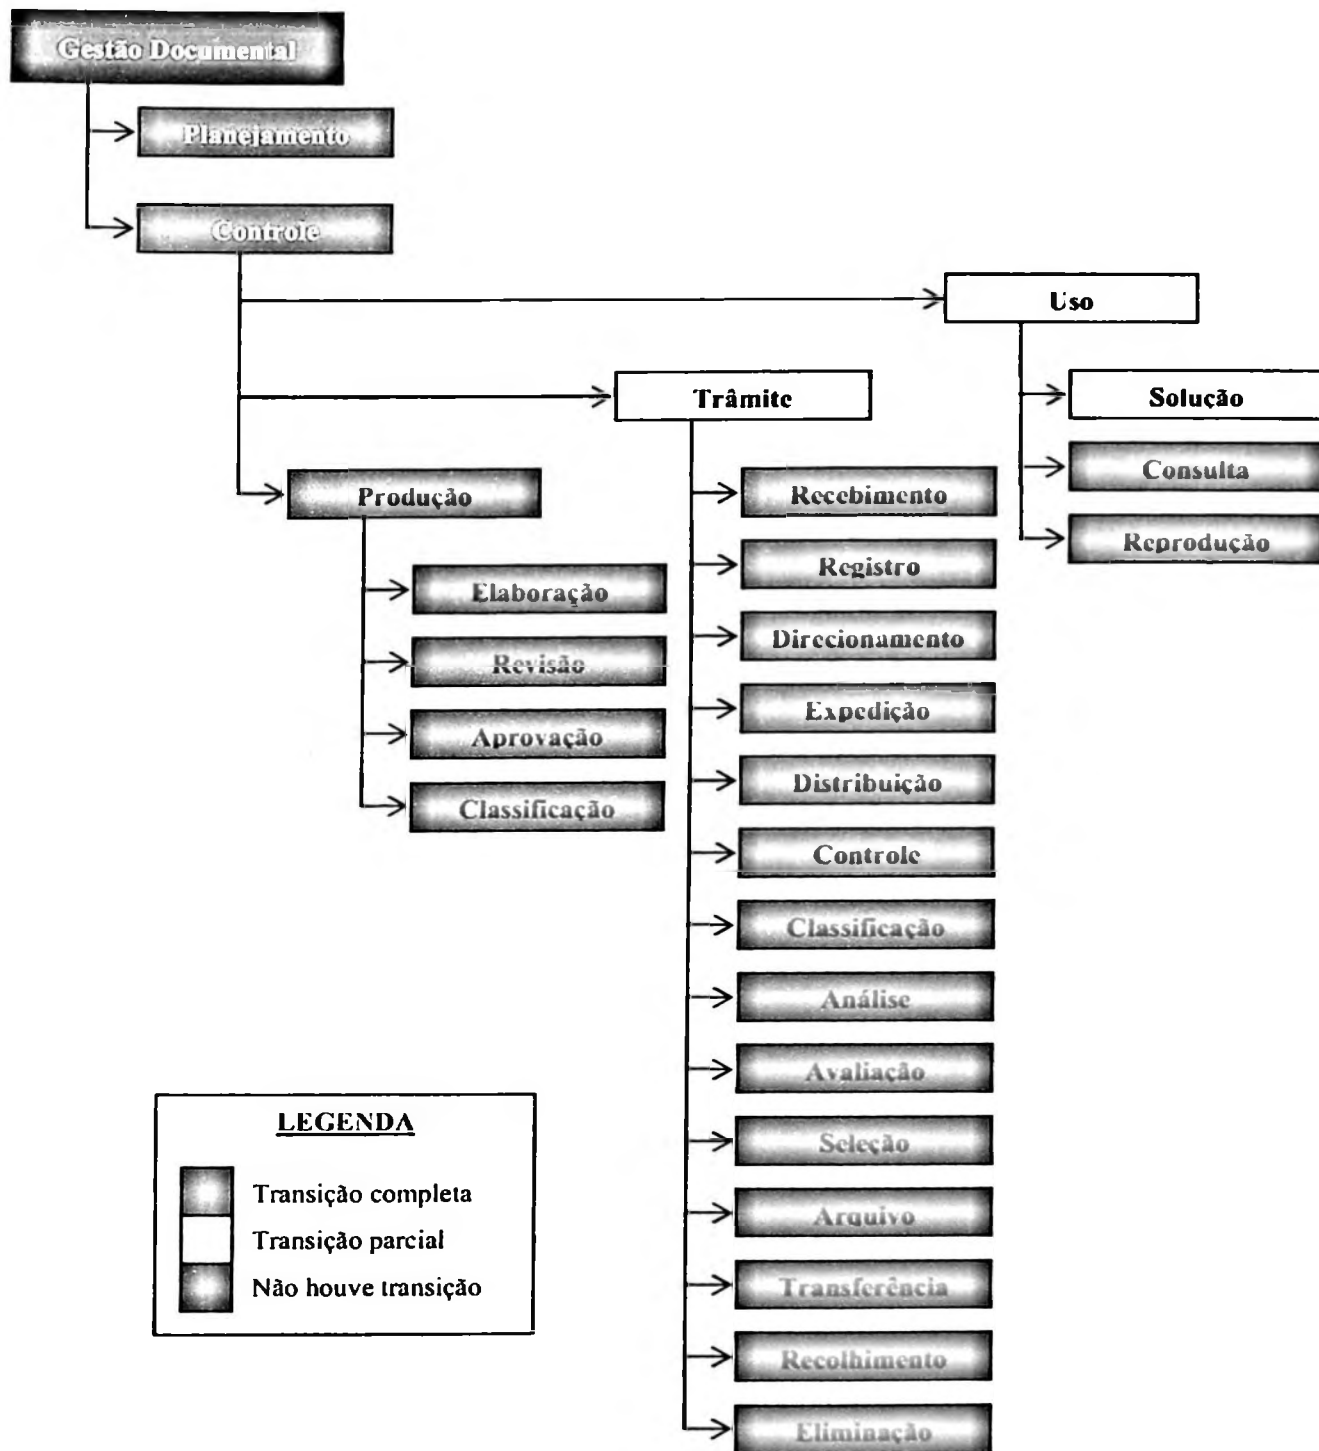 Gestão Documental
Planejamento
Controle
Uso
Solução
Consulta
Reprodução
Trâmite
Recebimento
Registro
Direcionamento
Expedição
Distribuição
Controle
Classificação
Análise
Avaliação
Seleção
Arquivo
Transferência
Recolhimento
Eliminação
Produção
Elaboração
Revisão
Aprovação
Classificação
LEGENDA
Transição completa
Transição parcial
Não houve transição